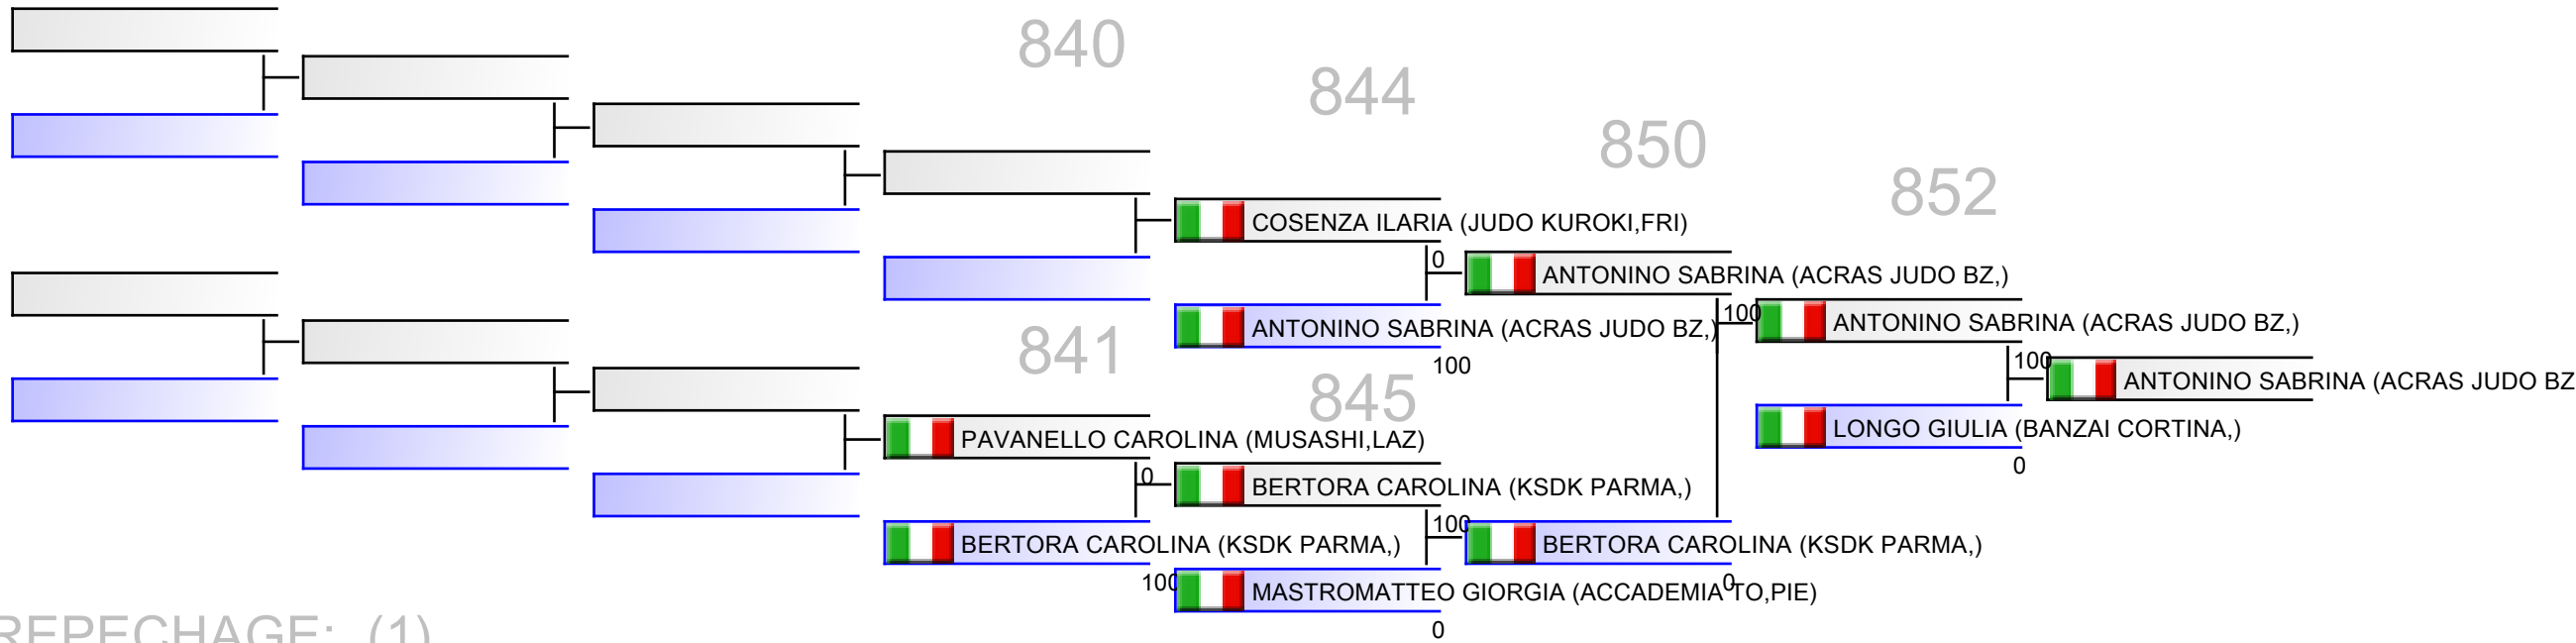 840
844
850
852
COSENZA ILARIA (JUDO KUROKI,FRI)
0
ANTONINO SABRINA (ACRAS JUDO BZ,)
ANTONINO SABRINA (ACRAS JUDO BZ,)
100
100
ANTONINO SABRINA (ACRAS JUDO BZ,)
100
ANTONINO SABRINA (ACRAS JUDO BZ
LONGO GIULIA (BANZAI CORTINA,)
0
841
845
PAVANELLO CAROLINA (MUSASHI,LAZ)
0
BERTORA CAROLINA (KSDK PARMA,)
BERTORA CAROLINA (KSDK PARMA,)
100
100
BERTORA CAROLINA (KSDK PARMA,)
0
MASTROMATTEO GIORGIA (ACCADEMIA TO,PIE)
0
REPECHAGE: (1)